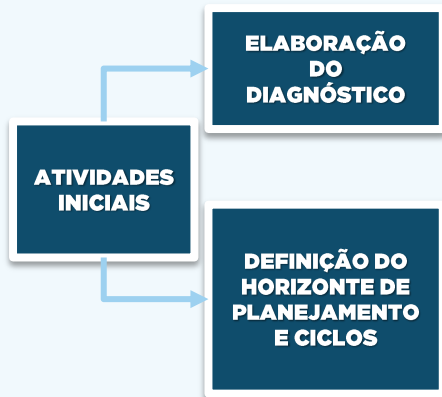 ELABORAÇÃO
DO
DIAGNÓSTICO
ATIVIDADES
INICIAIS
DEFINIÇÃO DO
HORIZONTE DE
PLANEJAMENTO
E CICLOS